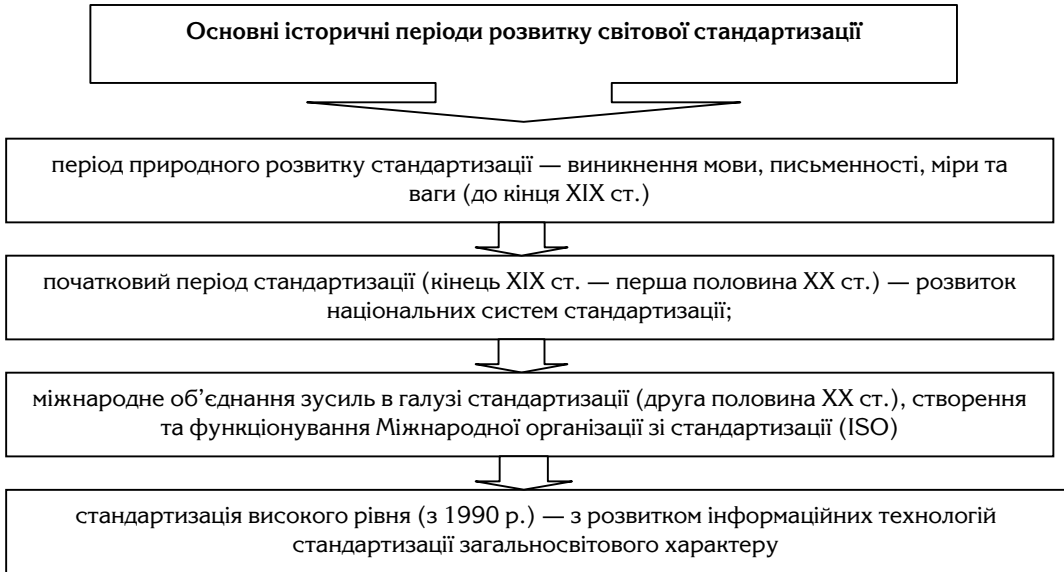 Основні історичні періоди розвитку світової стандартизації
період природного розвитку стандартизації — виникнення мови, писемності, міри та
ваги (до кінця XIX ст.)
початковий період стандартизації (кінець XIX ст. — перша половина XX ст.) — розвиток
національних систем стандартизації;
міжнародне об’єднання зусиль в галузі стандартизації (друга половина XX ст.), створення
та функціонування Міжнародної організації зі стандартизації (ISO)
стандартизація високого рівня (з 1990 р.) — з розвитком інформаційних технологій
стандартизації загальносвітового характеру